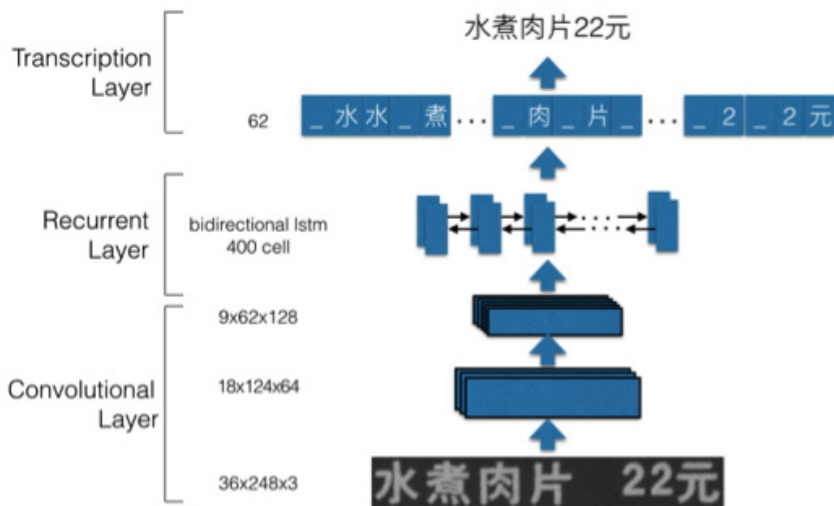 水煮肉片22元
Transcription Layer
62
_ 水 水 _ 煮 ... _ 肉 _ 片 _ ... _ 2 _ 2 元
Recurrent Layer
bidirectional lstm
400 cell
9x62x128
Convolutional Layer
18x124x64
36x248x3
水煮肉片 22元